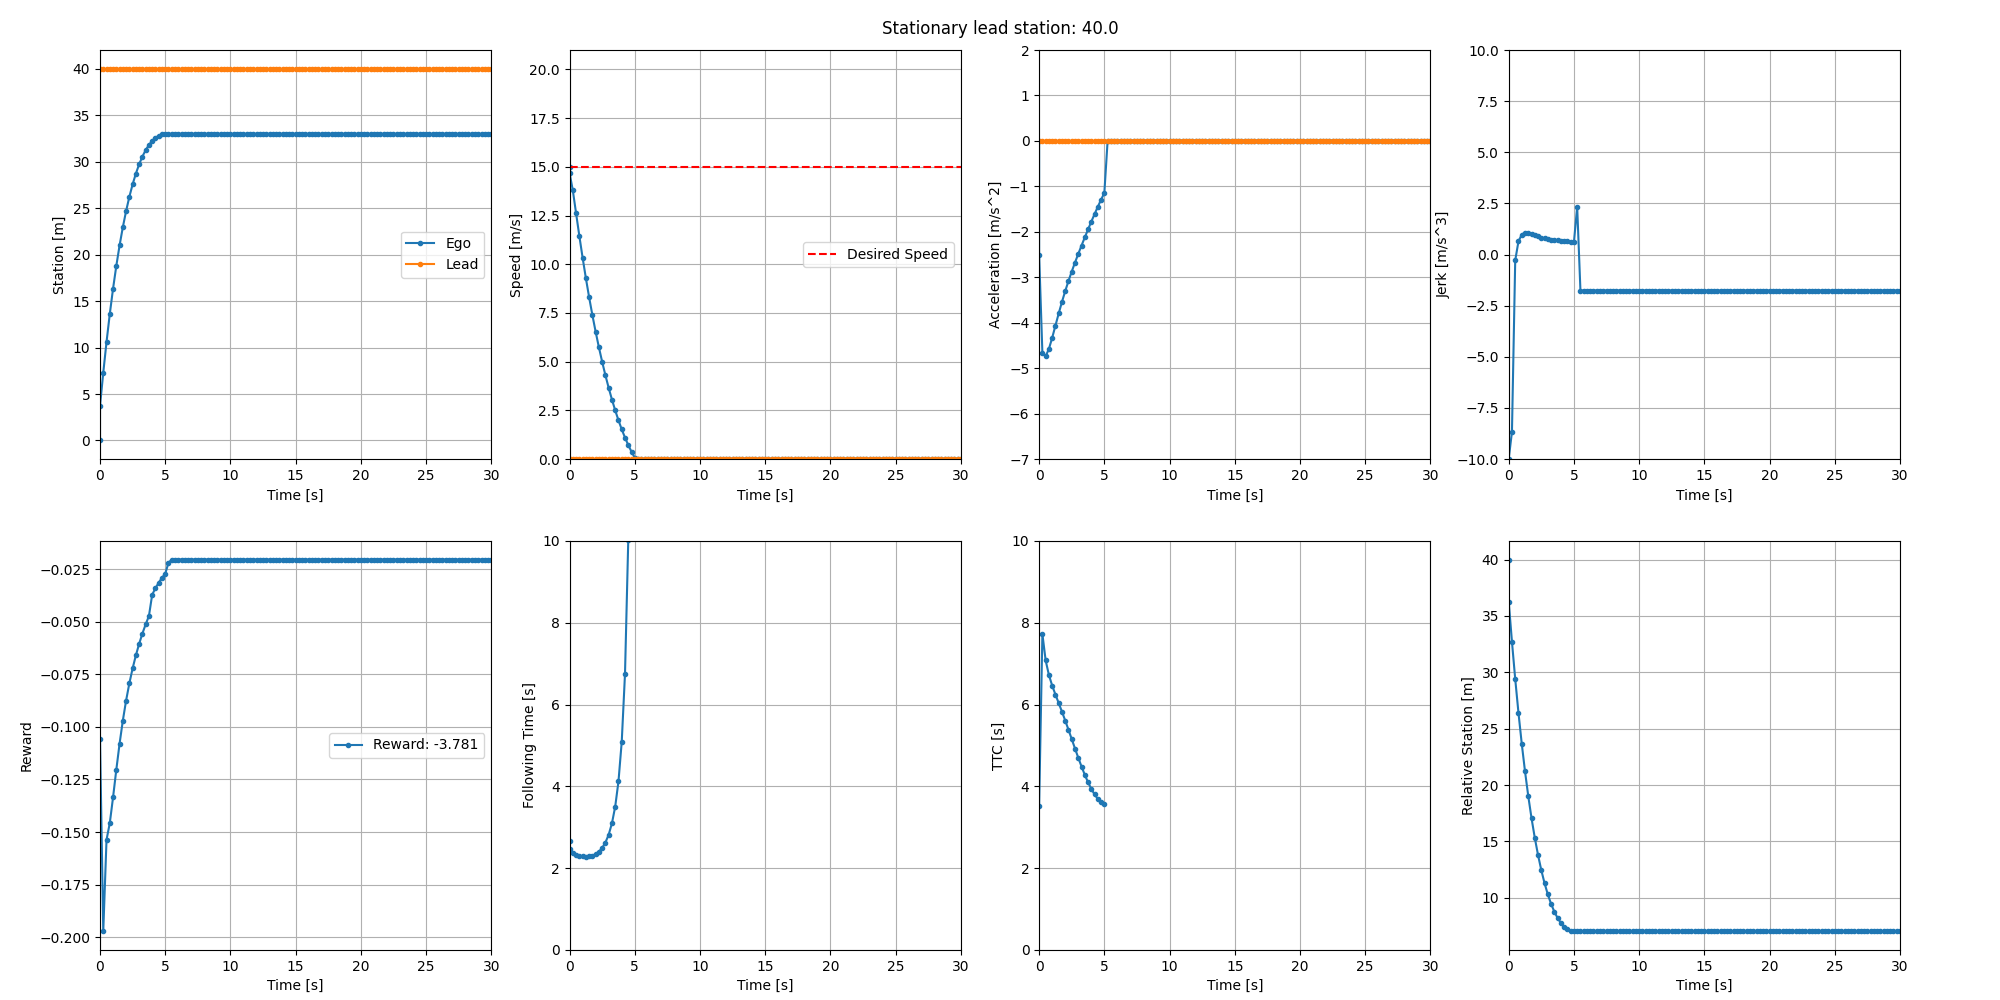 Stationary lead station: 40.0
Station [m]
40
35
30
25
20
15
10
5
0
0 5 10 15 20 25 30
Time [s]
Ego
Lead
Speed [m/s]
20.0
17.5
15.0
12.5
10.0
7.5
5.0
2.5
0.0
0 5 10 15 20 25 30
Time [s]
Desired Speed
Acceleration [m/s^2]
2
1
0
−1
−2
−3
−4
−5
−6
−7
0 5 10 15 20 25 30
Time [s]
Jerk [m/s^3]
10.0
7.5
5.0
2.5
0.0
−2.5
−5.0
−7.5
−10.0
0 5 10 15 20 25 30
Time [s]
Reward
−0.025
−0.050
−0.075
−0.100
−0.125
−0.150
−0.175
−0.200
0 5 10 15 20 25 30
Time [s]
Reward: -3.781
Following Time [s]
10
8
6
4
2
0
0 5 10 15 20 25 30
Time [s]
TTC [s]
10
8
6
4
2
0
0 5 10 15 20 25 30
Time [s]
Relative Station [m]
40
35
30
25
20
15
10
0 5 10 15 20 25 30
Time [s]